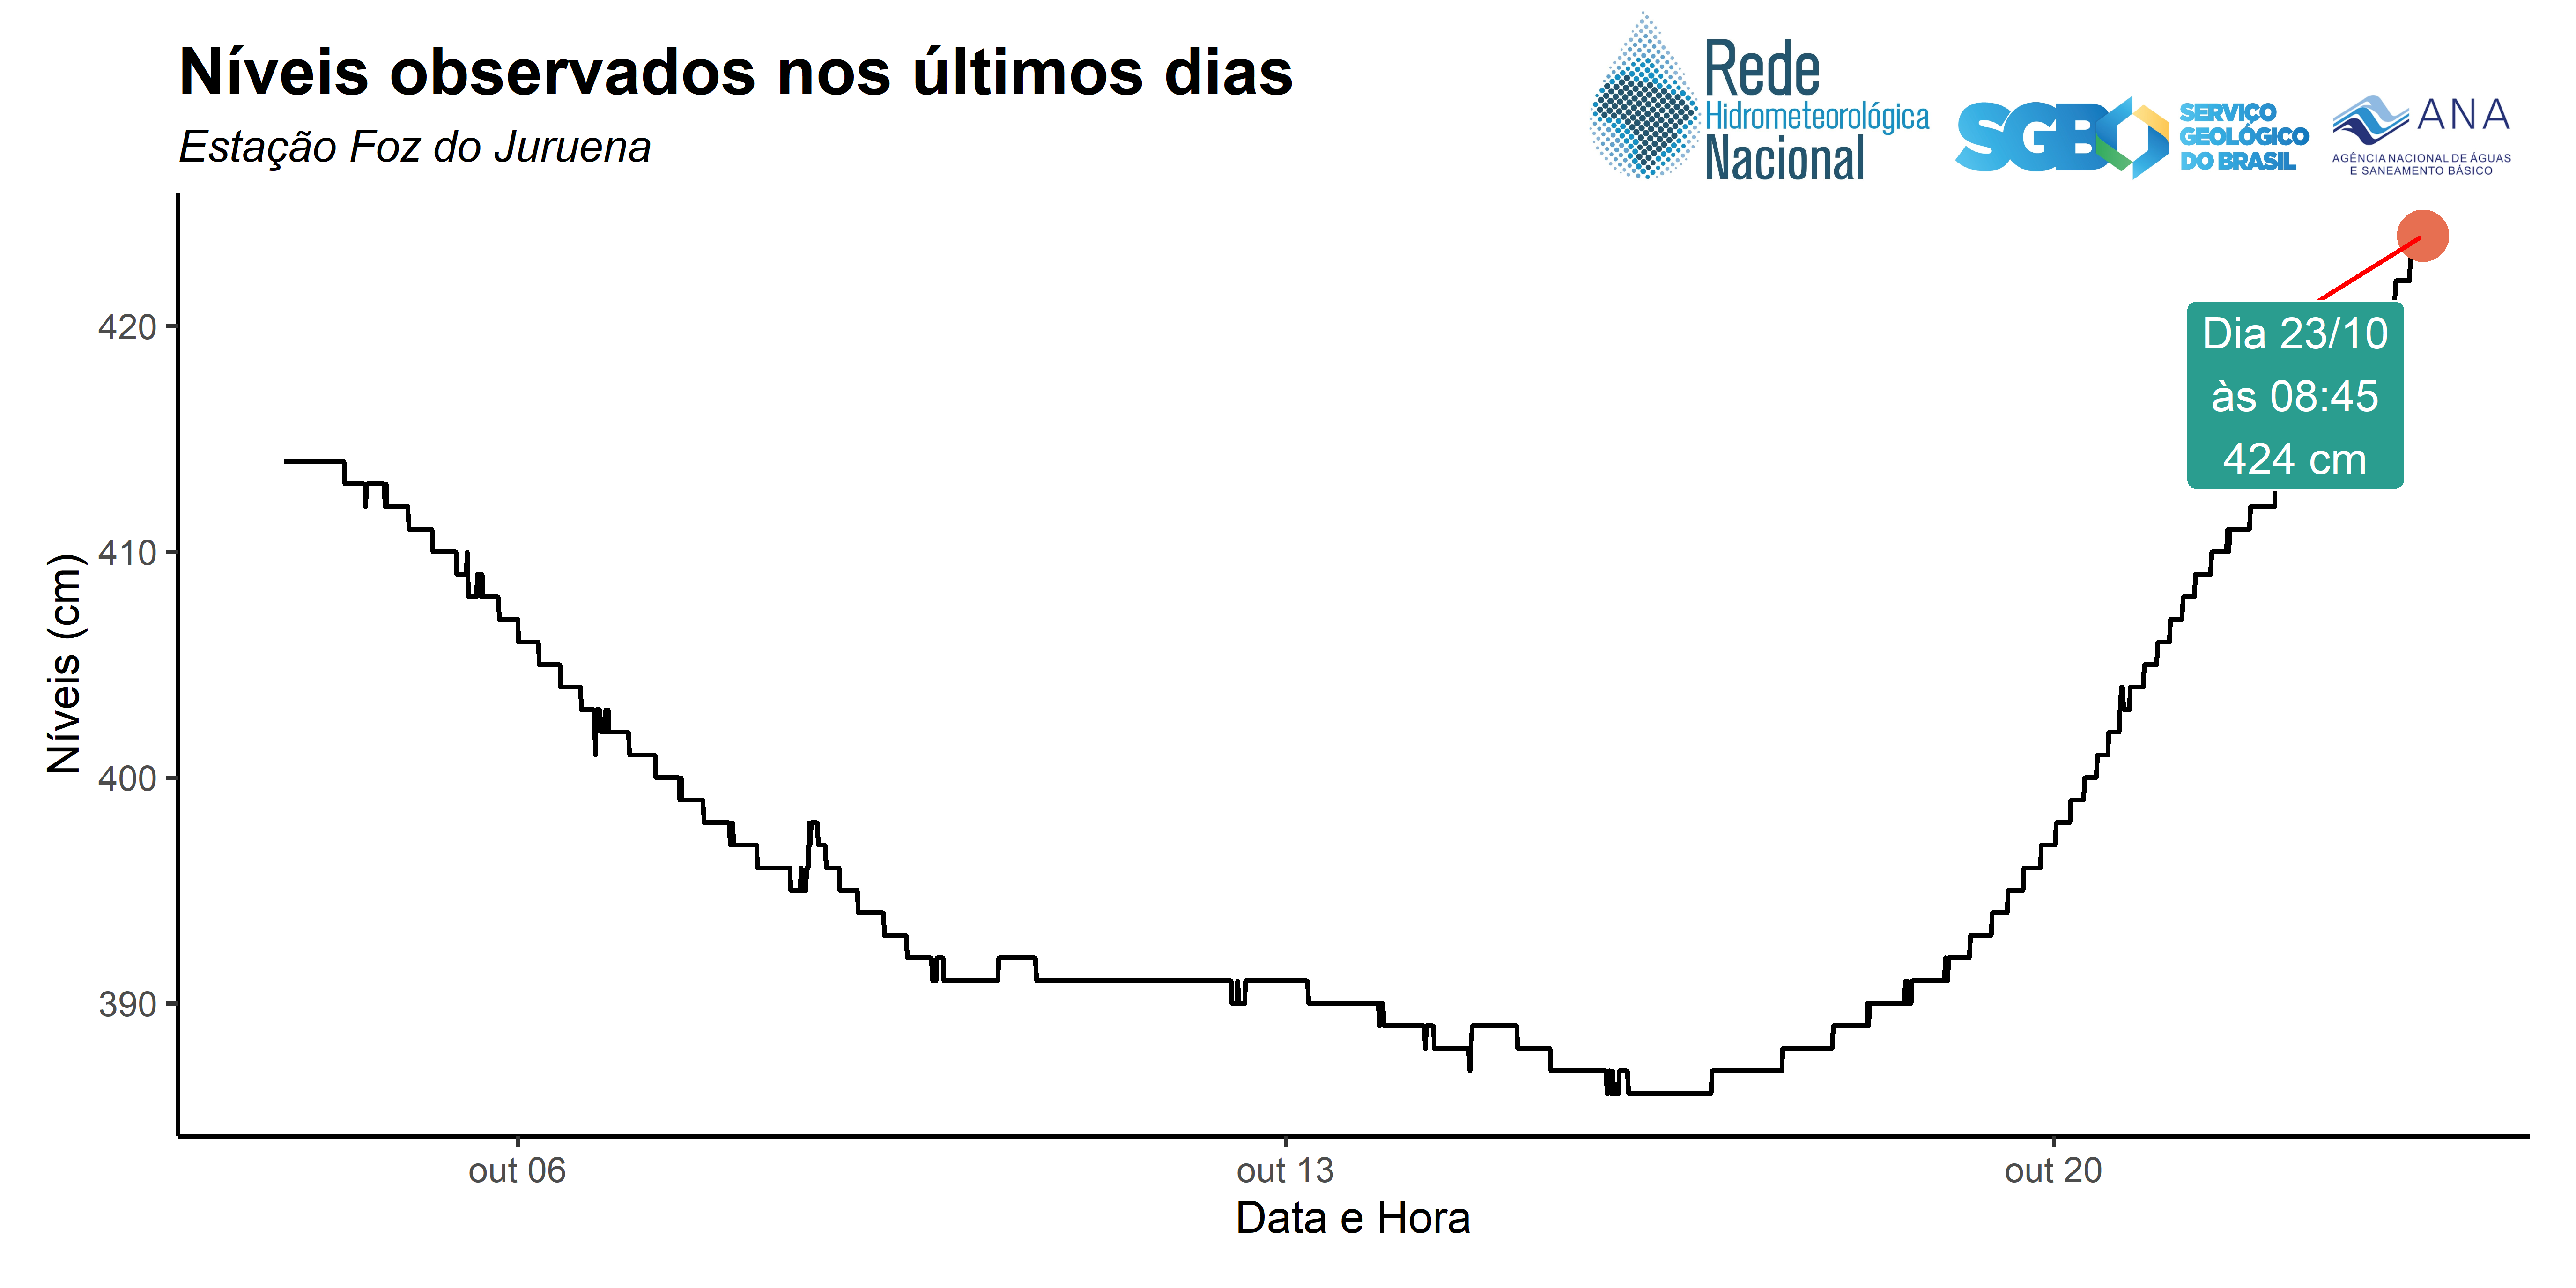 Níveis observados nos últimos dias
Estação Foz do Juruena
Rede
Hidrometeorológica
Nacional
SGB
SERVIÇO
GEOLÓGICO
DO BRASIL
ANA
AGÊNCIA NACIONAL DE ÁGUAS
E SANEAMENTO BÁSICO
Níveis (cm)
420
410
400
390
Dia 23/10
às 08:45
424 cm
out 06
out 13
out 20
Data e Hora